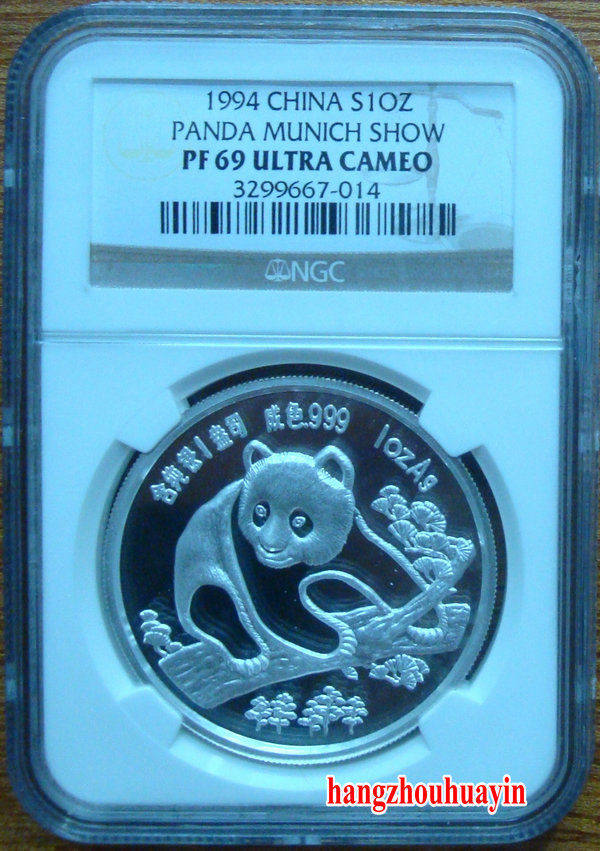 1994 CHINA S1OZ
PANDA MUNICH SHOW
PF 69 ULTRA CAMEO
3299667-014
NGC
含纯银1盎司 成色.999 1ozAg
hangzhouhuayin